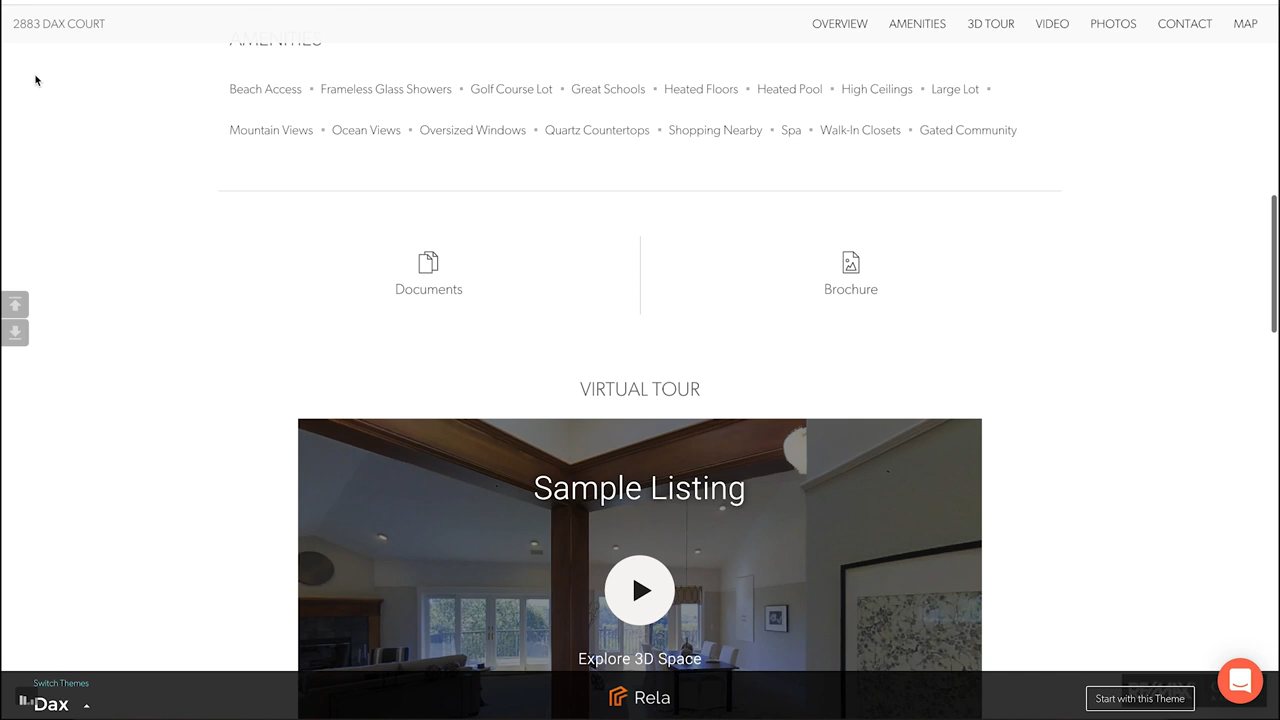 2883 DAX COURT OVERVIEW AMENITIES 3D TOUR VIDEO PHOTOS CONTACT MAP
AMENITIES
Beach Access • Frameless Glass Showers • Golf Course Lot • Great Schools • Heated Floors • Heated Pool • High Ceilings • Large Lot •
Mountain Views • Ocean Views • Oversized Windows • Quartz Countertops • Shopping Nearby • Spa • Walk-In Closets • Gated Community
Documents Brochure
VIRTUAL TOUR
Sample Listing
Explore 3D Space
Switch Themes
Dax
Rela
Start with this Theme